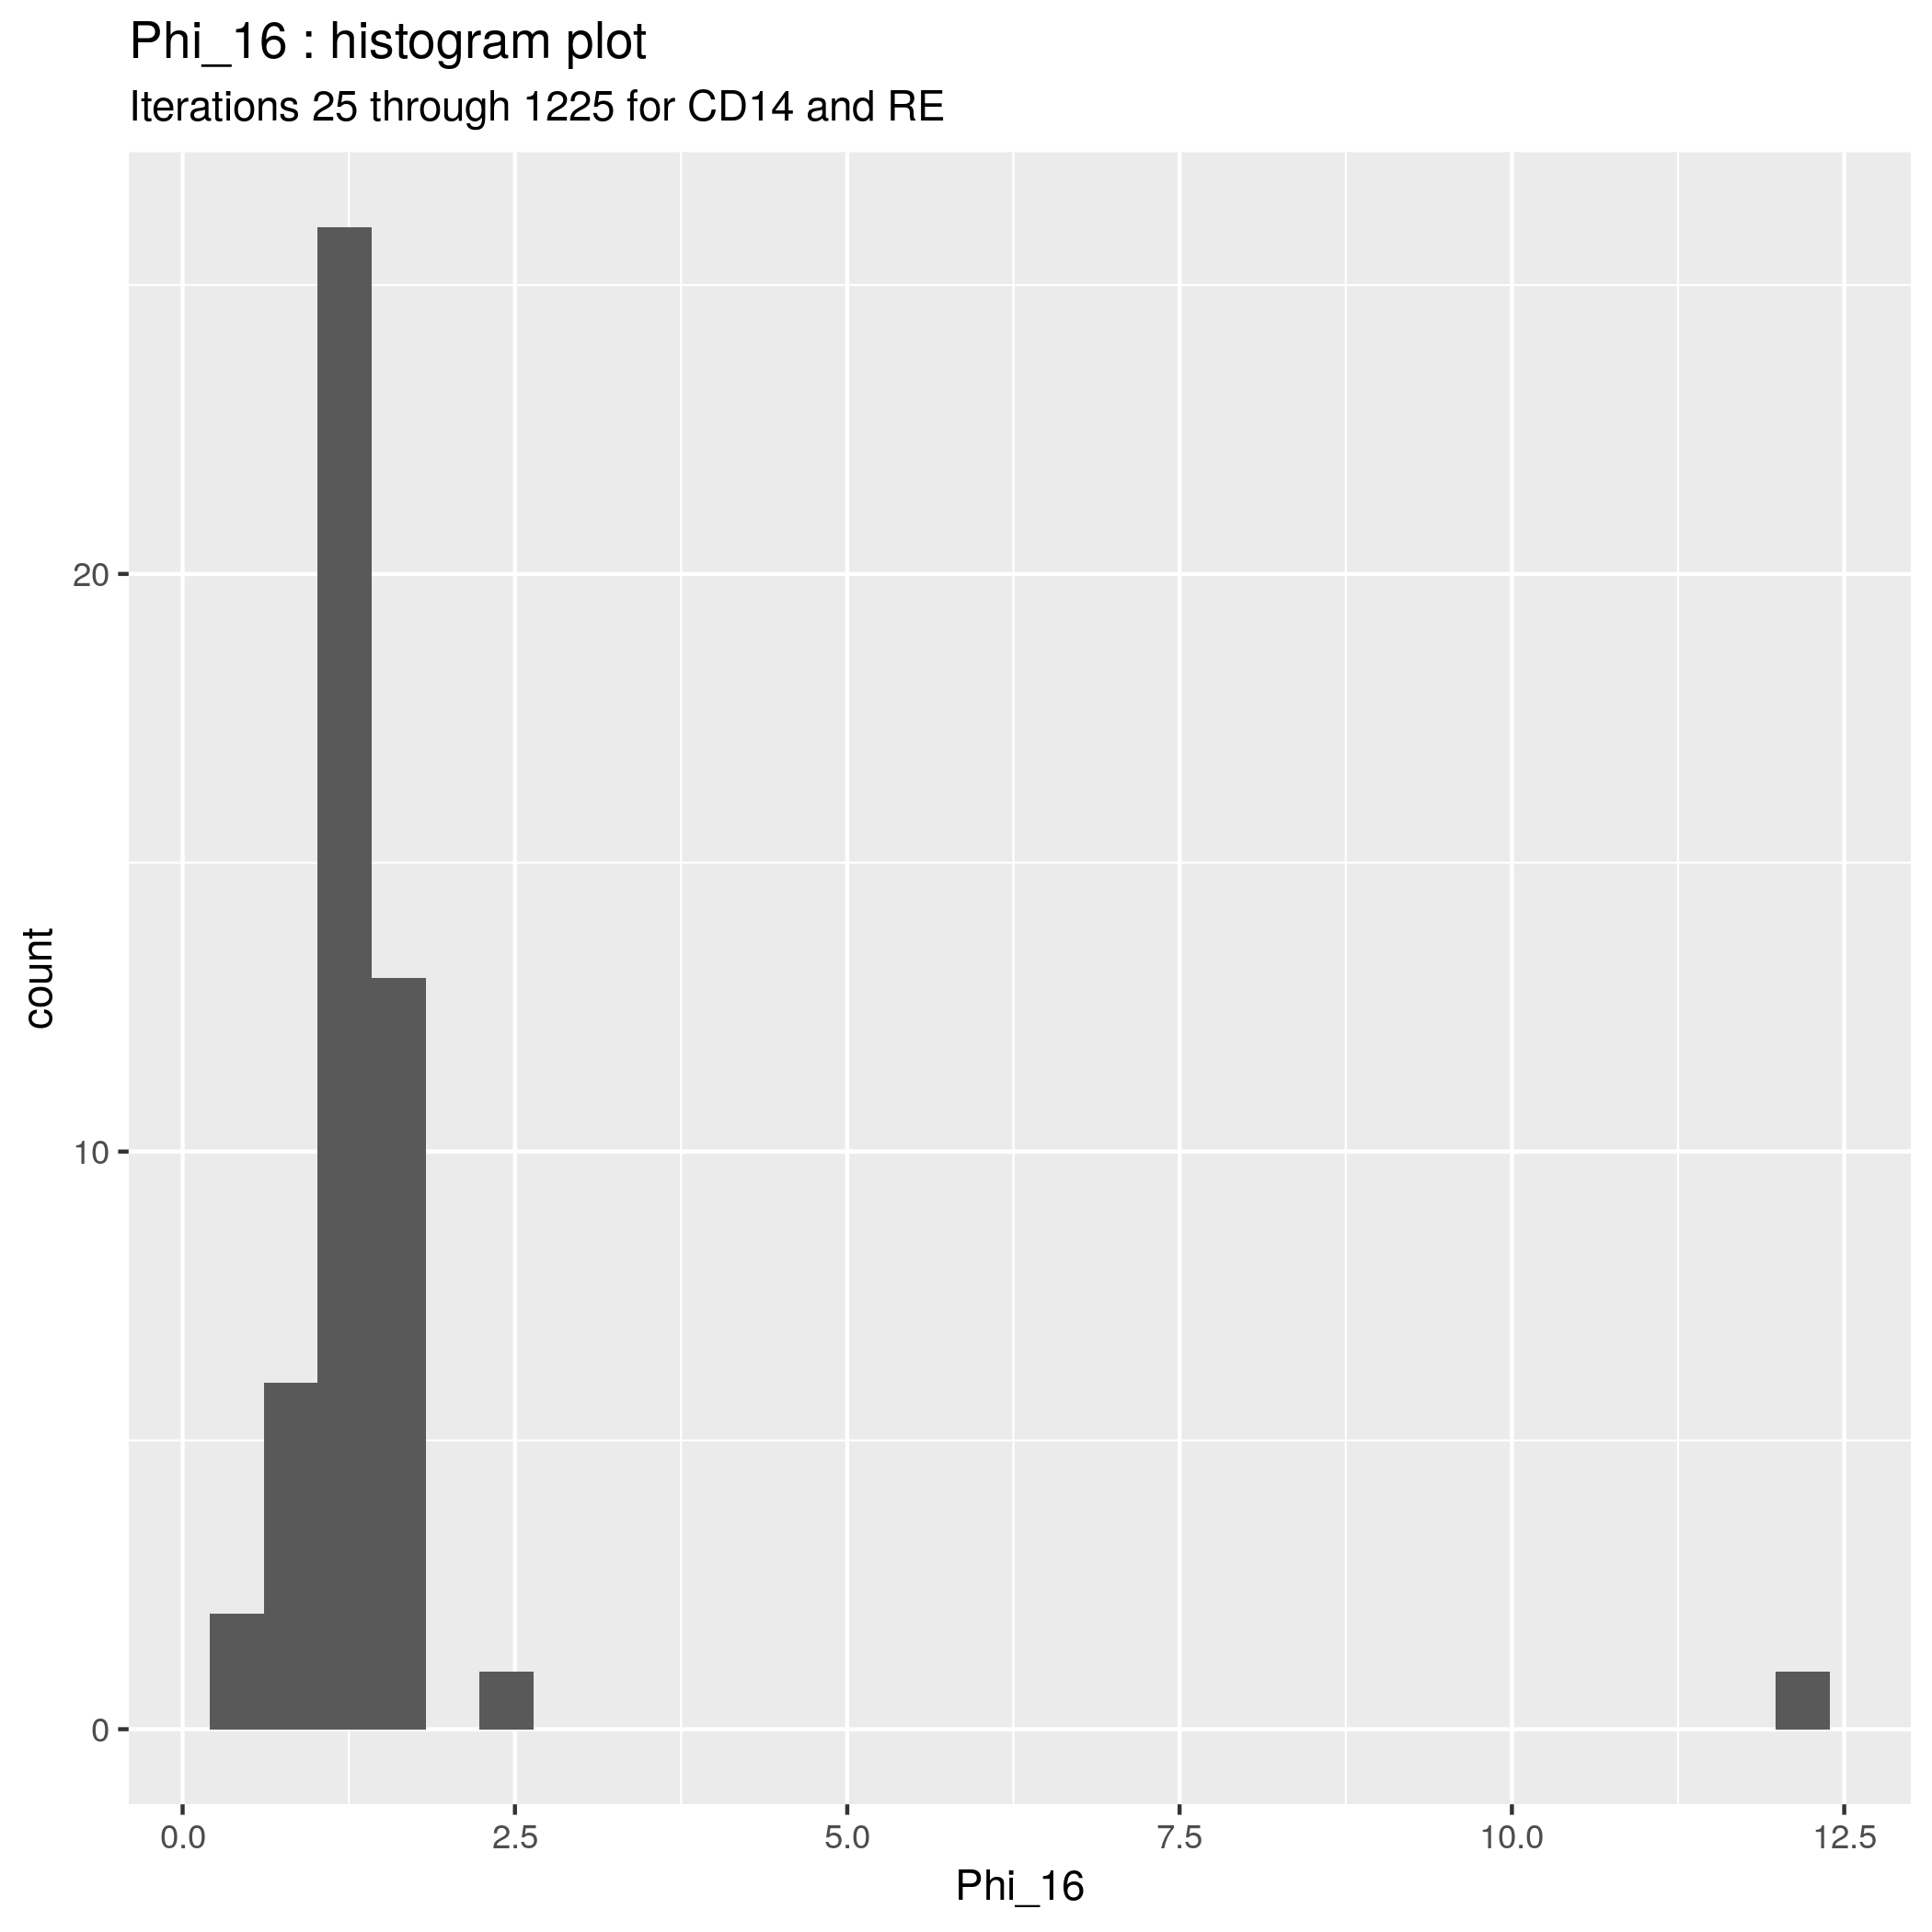 Phi_16 : histogram plot
Iterations 25 through 1225 for CD14 and RE
count
20
10
0
0.0 2.5 5.0 7.5 10.0 12.5
Phi_16